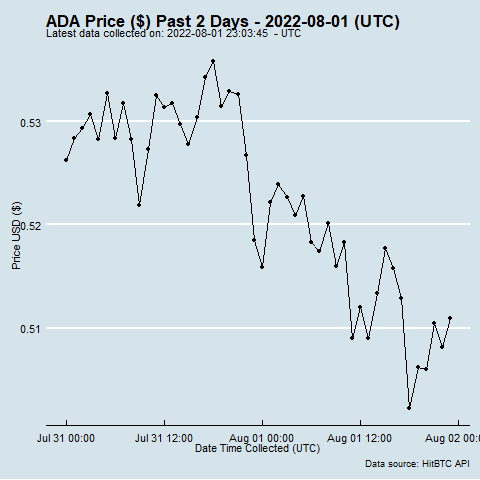 ADA Price ($) Past 2 Days - 2022-08-01 (UTC)
Latest data collected on: 2022-08-01 23:03:45 - UTC
0.53
0.52
0.51
Price USD ($)
Jul 31 00:00 Jul 31 12:00 Aug 01 00:00 Aug 01 12:00 Aug 02 00:0
Date Time Collected (UTC)
Data source: HitBTC API